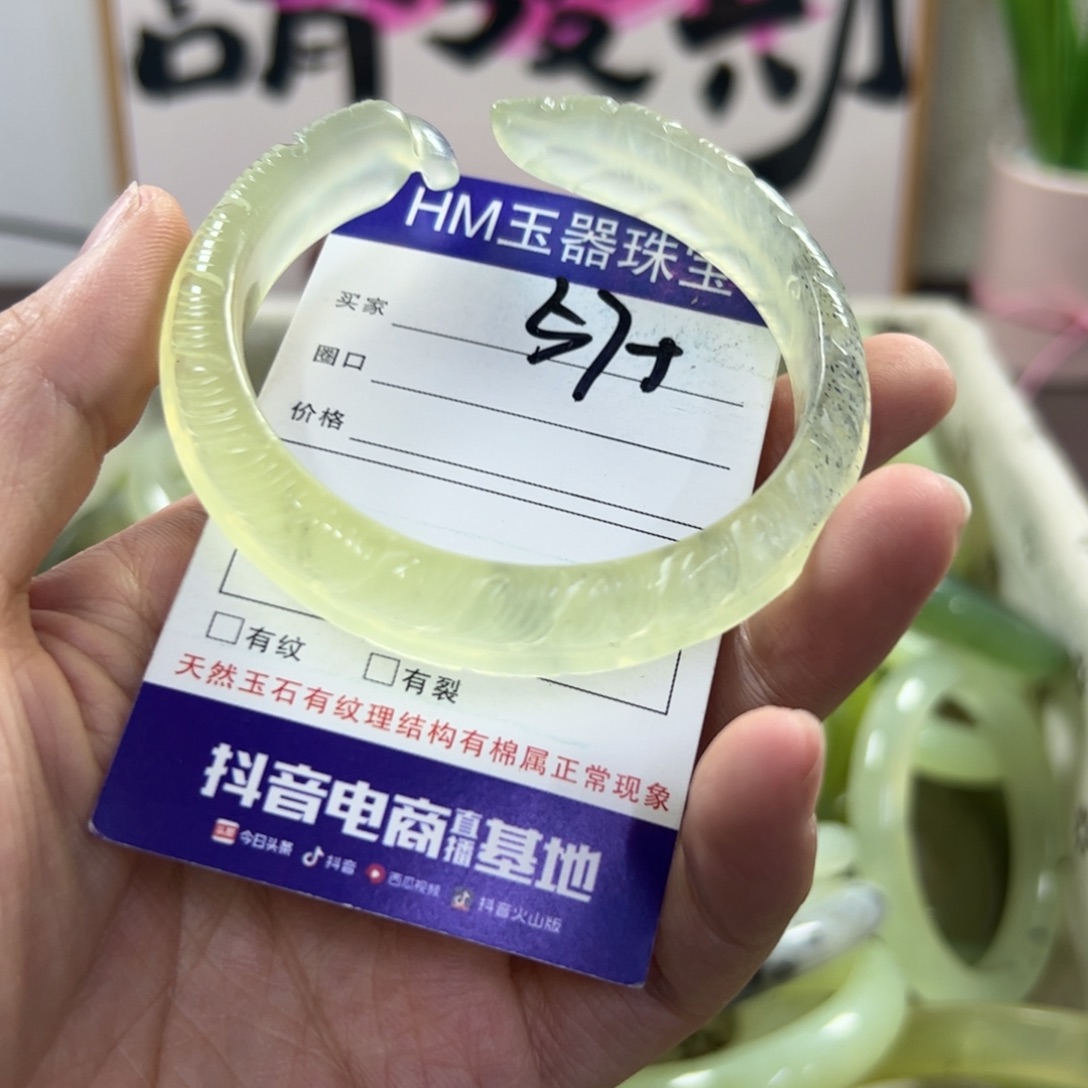 請
HM玉器珠宝
57+
买家
圈口
价格
有纹
有裂
天然玉石有纹理结构有棉属正常现象
抖音电商直播基地
今日头条 抖音 西瓜视频 抖音火山版